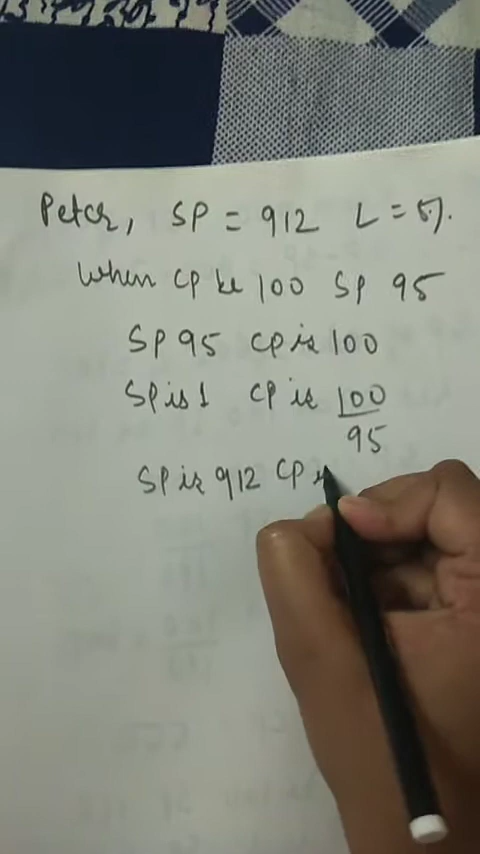 Peter, SP = 912 L = 5%.
When CP be 100 SP 95
SP 95 CP is 100
SP is 1 CP is 100/95
SP is 912 CP